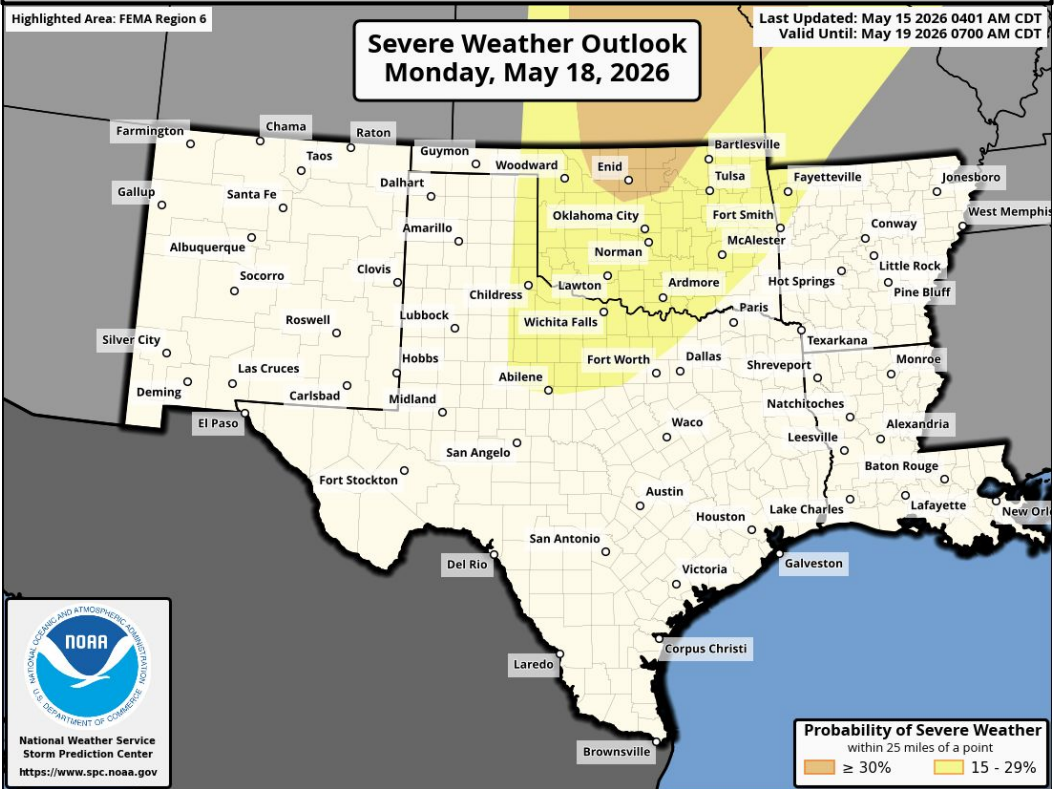 Highlighted Area: FEMA Region 6
Severe Weather Outlook
Monday, May 18, 2026
Last Updated: May 15 2026 0401 AM CDT
Valid Until: May 19 2026 0700 AM CDT
Farmington
Chama
Raton
Taos
Guymon
Woodward
Enid
Bartlesville
Tulsa
Fayetteville
Jonesboro
Gallup
Santa Fe
Dalhart
Oklahoma City
Fort Smith
West Memphis
Albuquerque
Amarillo
Norman
McAlester
Conway
Socorro
Clovis
Childress
Lawton
Ardmore
Hot Springs
Little Rock
Pine Bluff
Roswell
Lubbock
Wichita Falls
Paris
Texarkana
Silver City
Las Cruces
Hobbs
Fort Worth
Dallas
Shreveport
Monroe
Deming
Carlsbad
Midland
Abilene
Natchitoches
El Paso
Waco
Leesville
Alexandria
San Angelo
Fort Stockton
Baton Rouge
Austin
Houston
Lake Charles
Lafayette
New Orl
San Antonio
Del Rio
Victoria
Galveston
Laredo
Corpus Christi
Brownsville
NATIONAL OCEANIC AND ATMOSPHERIC ADMINISTRATION
NOAA
U.S. DEPARTMENT OF COMMERCE
National Weather Service
Storm Prediction Center
https://www.spc.noaa.gov
Probability of Severe Weather
within 25 miles of a point
≥ 30%
15 - 29%